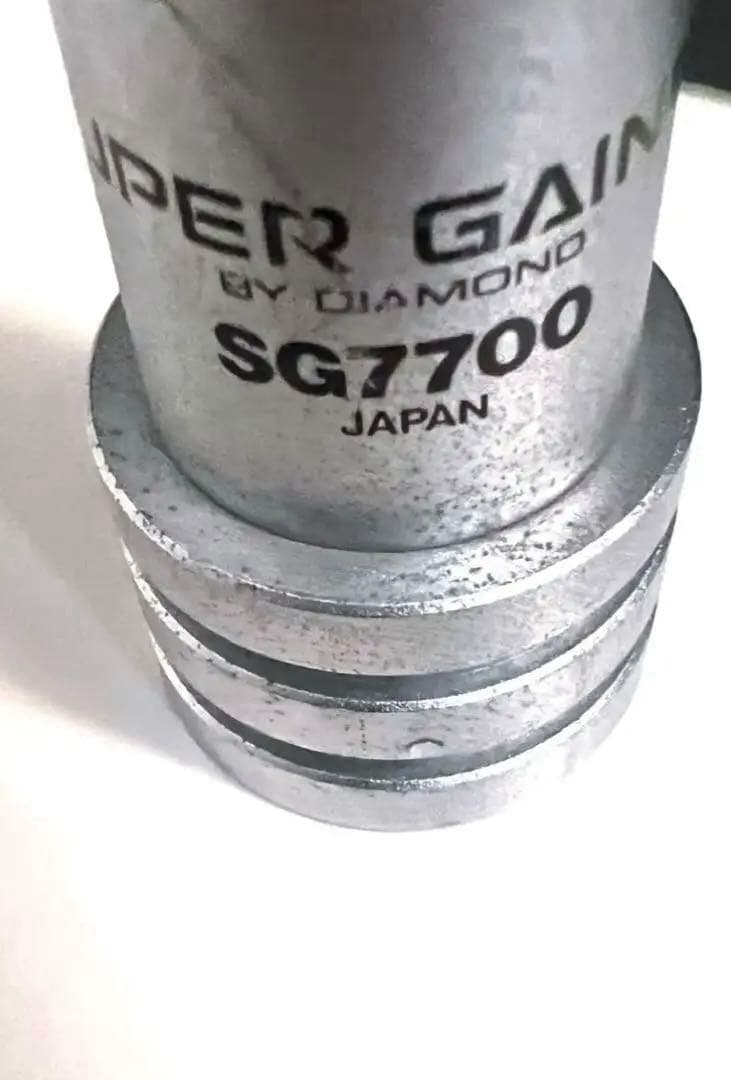 UPER GAIN
BY DIAMOND
SG7700
JAPAN